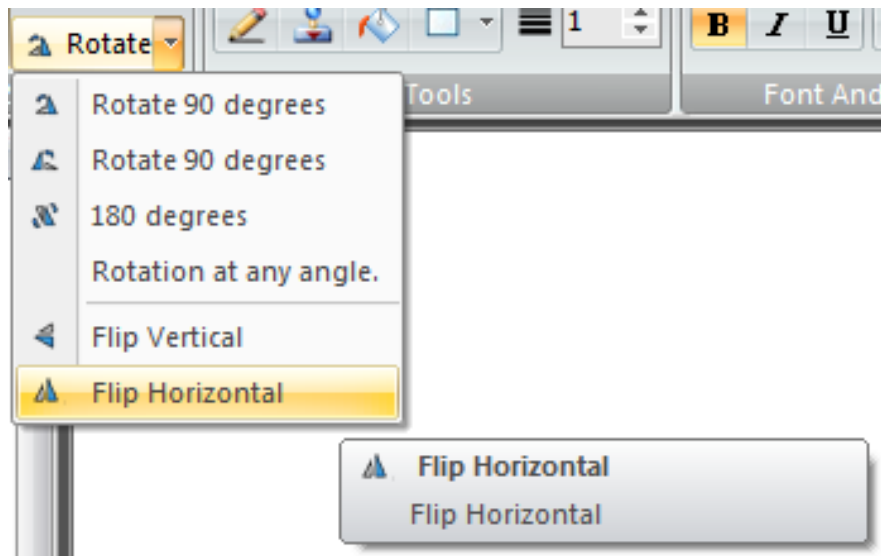 Rotate
1
B I U
Tools
Font And
Rotate 90 degrees
Rotate 90 degrees
180 degrees
Rotation at any angle.
Flip Vertical
Flip Horizontal
Flip Horizontal
Flip Horizontal